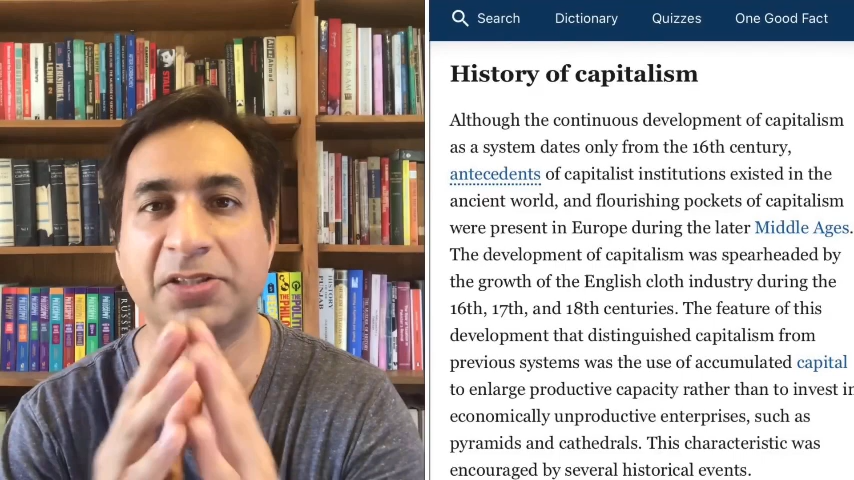 Search Dictionary Quizzes One Good Fact
History of capitalism
Although the continuous development of capitalism
as a system dates only from the 16th century,
antecedents of capitalist institutions existed in the
ancient world, and flourishing pockets of capitalism
were present in Europe during the later Middle Ages.
The development of capitalism was spearheaded by
the growth of the English cloth industry during the
16th, 17th, and 18th centuries. The feature of this
development that distinguished capitalism from
previous systems was the use of accumulated capital
to enlarge productive capacity rather than to invest in
economically unproductive enterprises, such as
pyramids and cathedrals. This characteristic was
encouraged by several historical events.
LENIN
STALIN